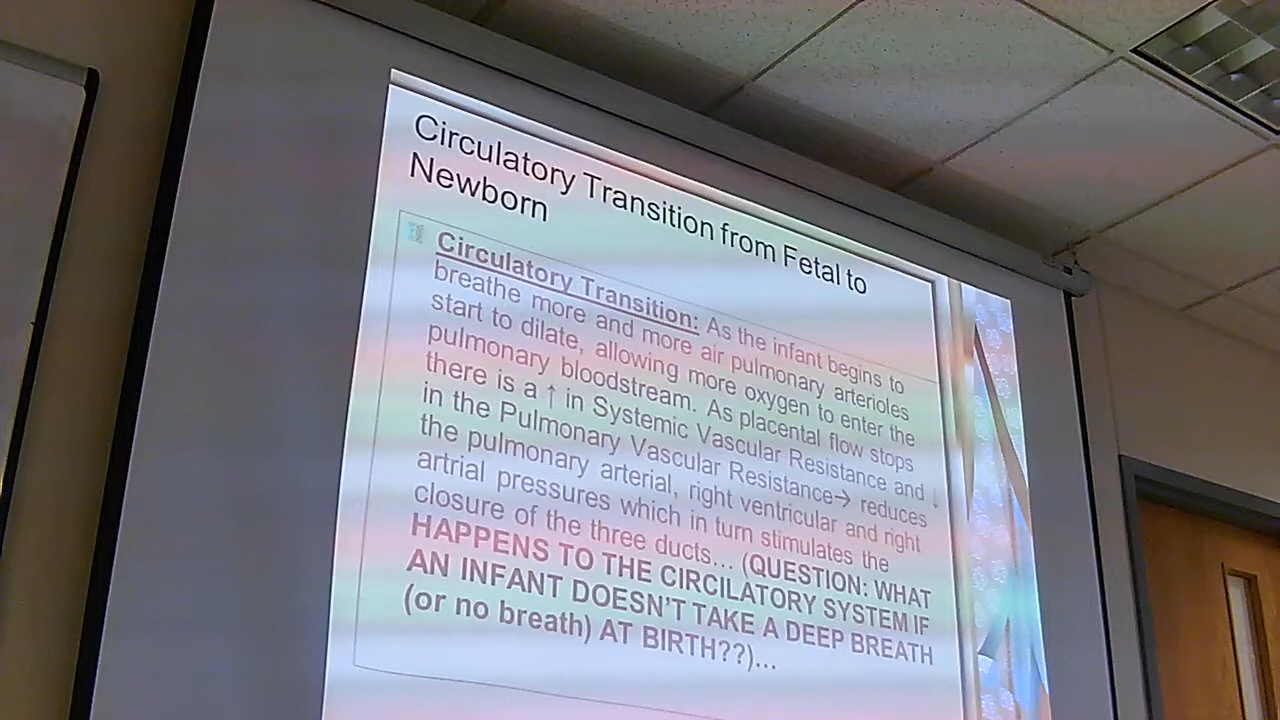 Circulatory Transition from Fetal to
Newborn
Circulatory Transition: As the infant begins to
breathe more and more air pulmonary arterioles
start to dilate, allowing more oxygen to enter the
pulmonary bloodstream. As placental flow stops
there is a ↑ in Systemic Vascular Resistance and ↓
in the Pulmonary Vascular Resistance→ reduces
the pulmonary arterial, right ventricular and right
artrial pressures which in turn stimulates the
closure of the three ducts... (QUESTION: WHAT
HAPPENS TO THE CIRCILATORY SYSTEM IF
AN INFANT DOESN'T TAKE A DEEP BREATH
(or no breath) AT BIRTH??)...